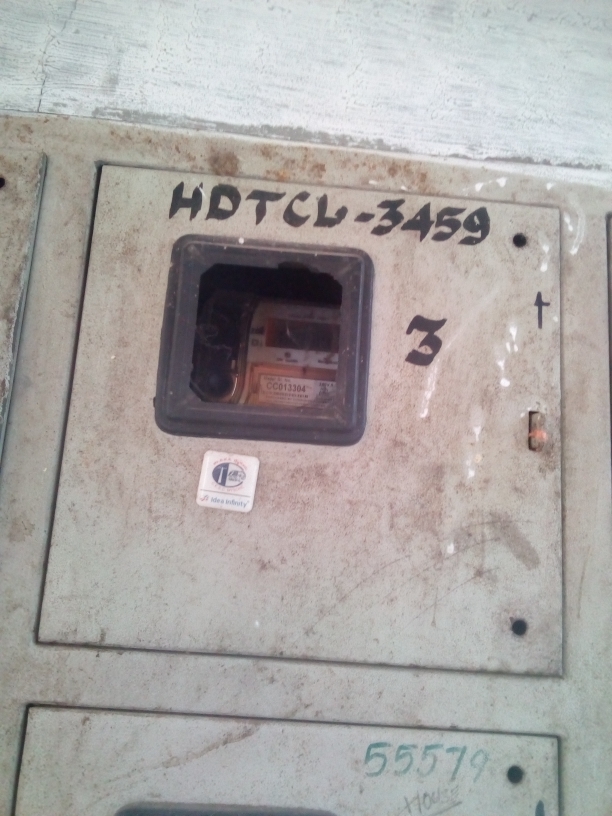 HDTCL-3459
3
CC013304
idea infinity
55579
House